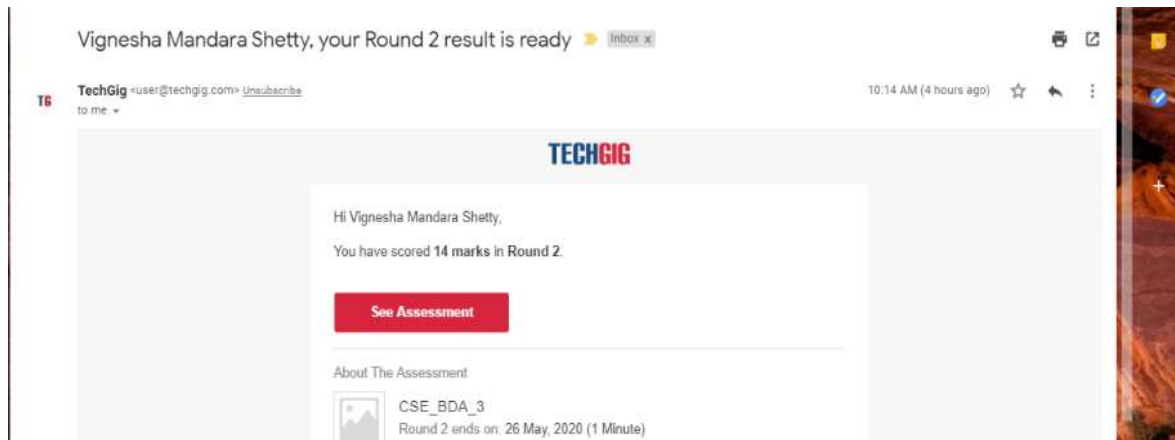 Vignesha Mandara Shetty, your Round 2 result is ready Inbox x
TG
TechGig <user@techgig.com> Unsubscribe 10:14 AM (4 hours ago)
to me
TECHGIG
Hi Vignesha Mandara Shetty,
You have scored 14 marks in Round 2.
See Assessment
About The Assessment
CSE_BDA_3
Round 2 ends on: 26 May, 2020 (1 Minute)